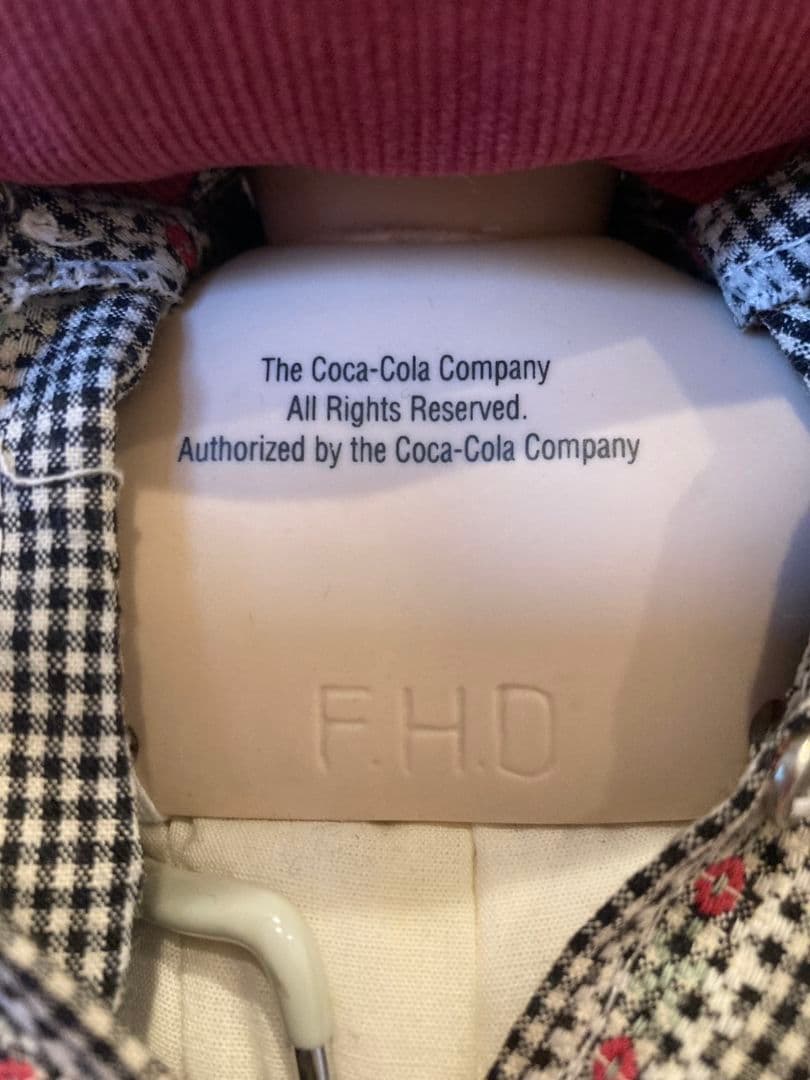 The Coca-Cola Company
All Rights Reserved.
Authorized by the Coca-Cola Company
F.H.D